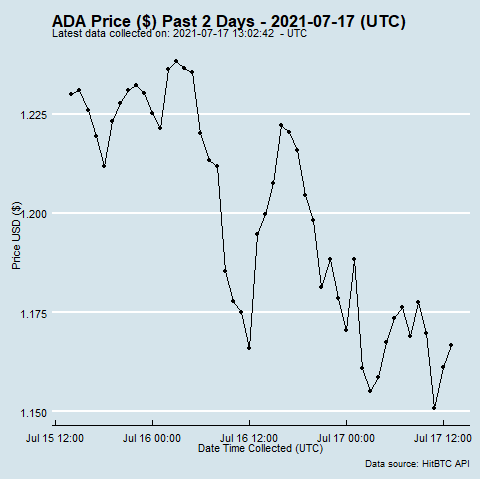 ADA Price ($) Past 2 Days - 2021-07-17 (UTC)
Latest data collected on: 2021-07-17 13:02:42 - UTC
1.225
1.200
1.175
1.150
Price USD ($)
Jul 15 12:00 Jul 16 00:00 Jul 16 12:00 Jul 17 00:00 Jul 17 12:00
Date Time Collected (UTC)
Data source: HitBTC API